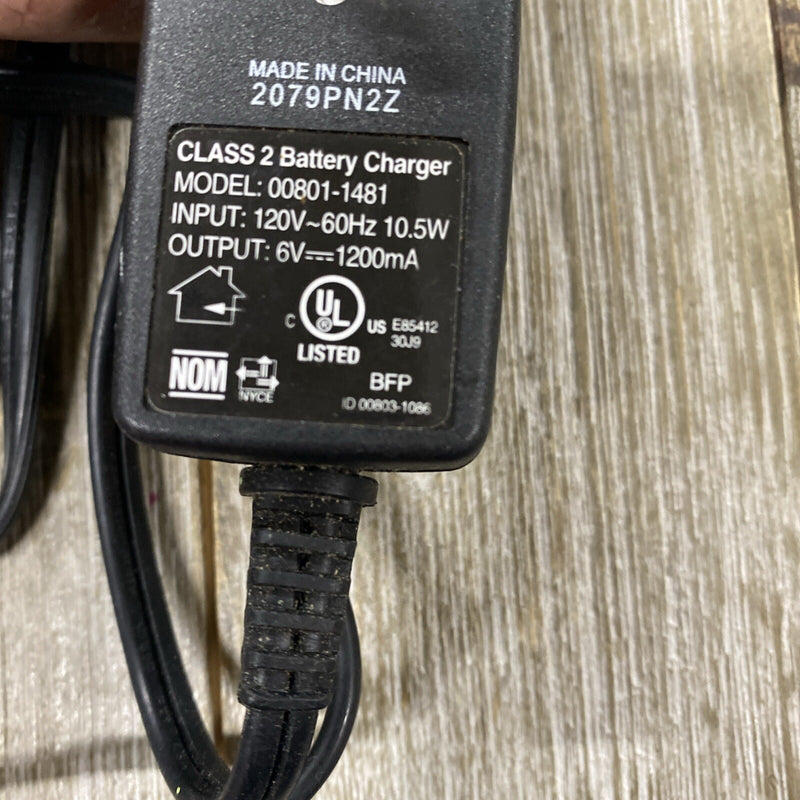 MADE IN CHINA
2079PN2Z
CLASS 2 Battery Charger
MODEL: 00801-1481
INPUT: 120V~60Hz 10.5W
OUTPUT: 6V⎓1200mA
C UL ® US E85412
30J9
LISTED
NOM NYCE BFP
ID 00803-1086